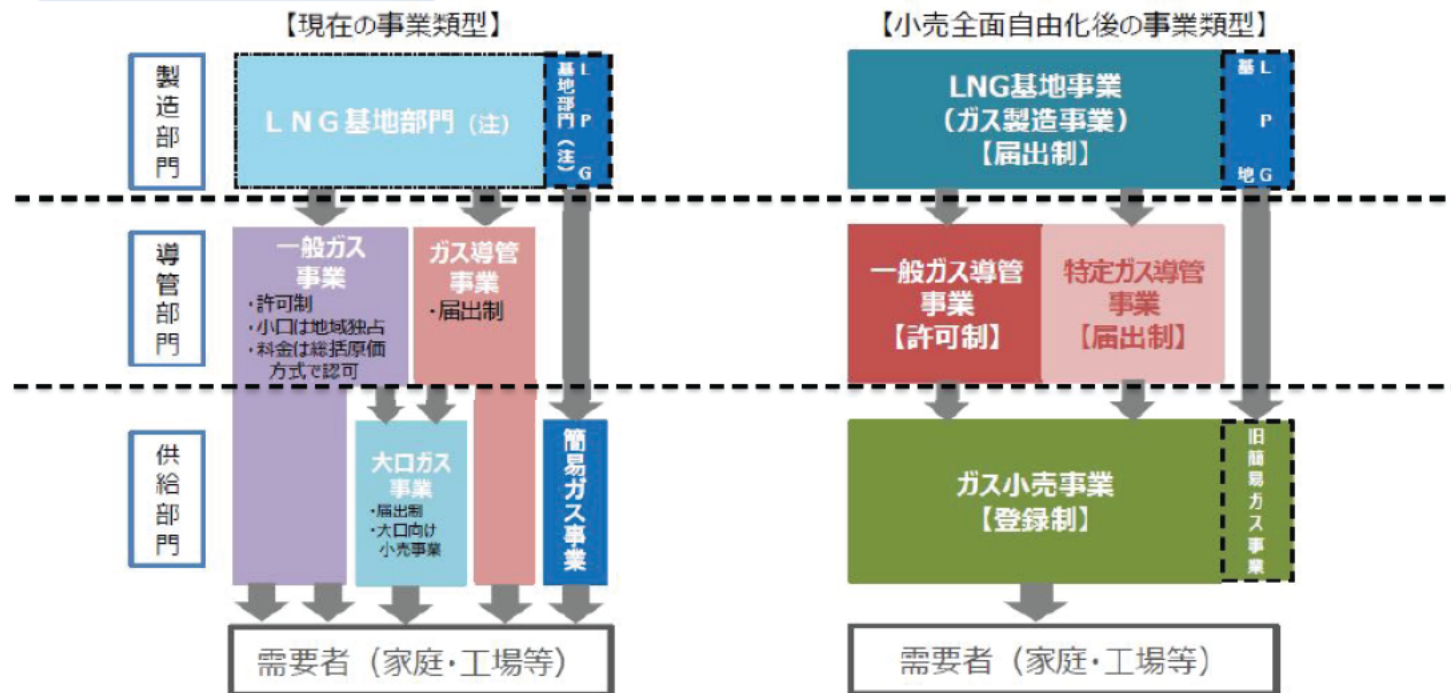 【現在の事業類型】
製造部門
LNG基地部門（注）
LPG
基地部門（注）
導管部門
一般ガス
事業
・許可制
・小口は地域独占
・料金は総括原価
方式で認可
ガス導管
事業
・届出制
供給部門
大口ガス
事業
・届出制
・大口向け
小売事業
簡易ガス事業
需要者（家庭・工場等）
【小売全面自由化後の事業類型】
LNG基地事業
（ガス製造事業）
【届出制】
LPG
基地
一般ガス導管
事業
【許可制】
特定ガス導管
事業
【届出制】
ガス小売事業
【登録制】
旧簡易ガス事業
需要者（家庭・工場等）